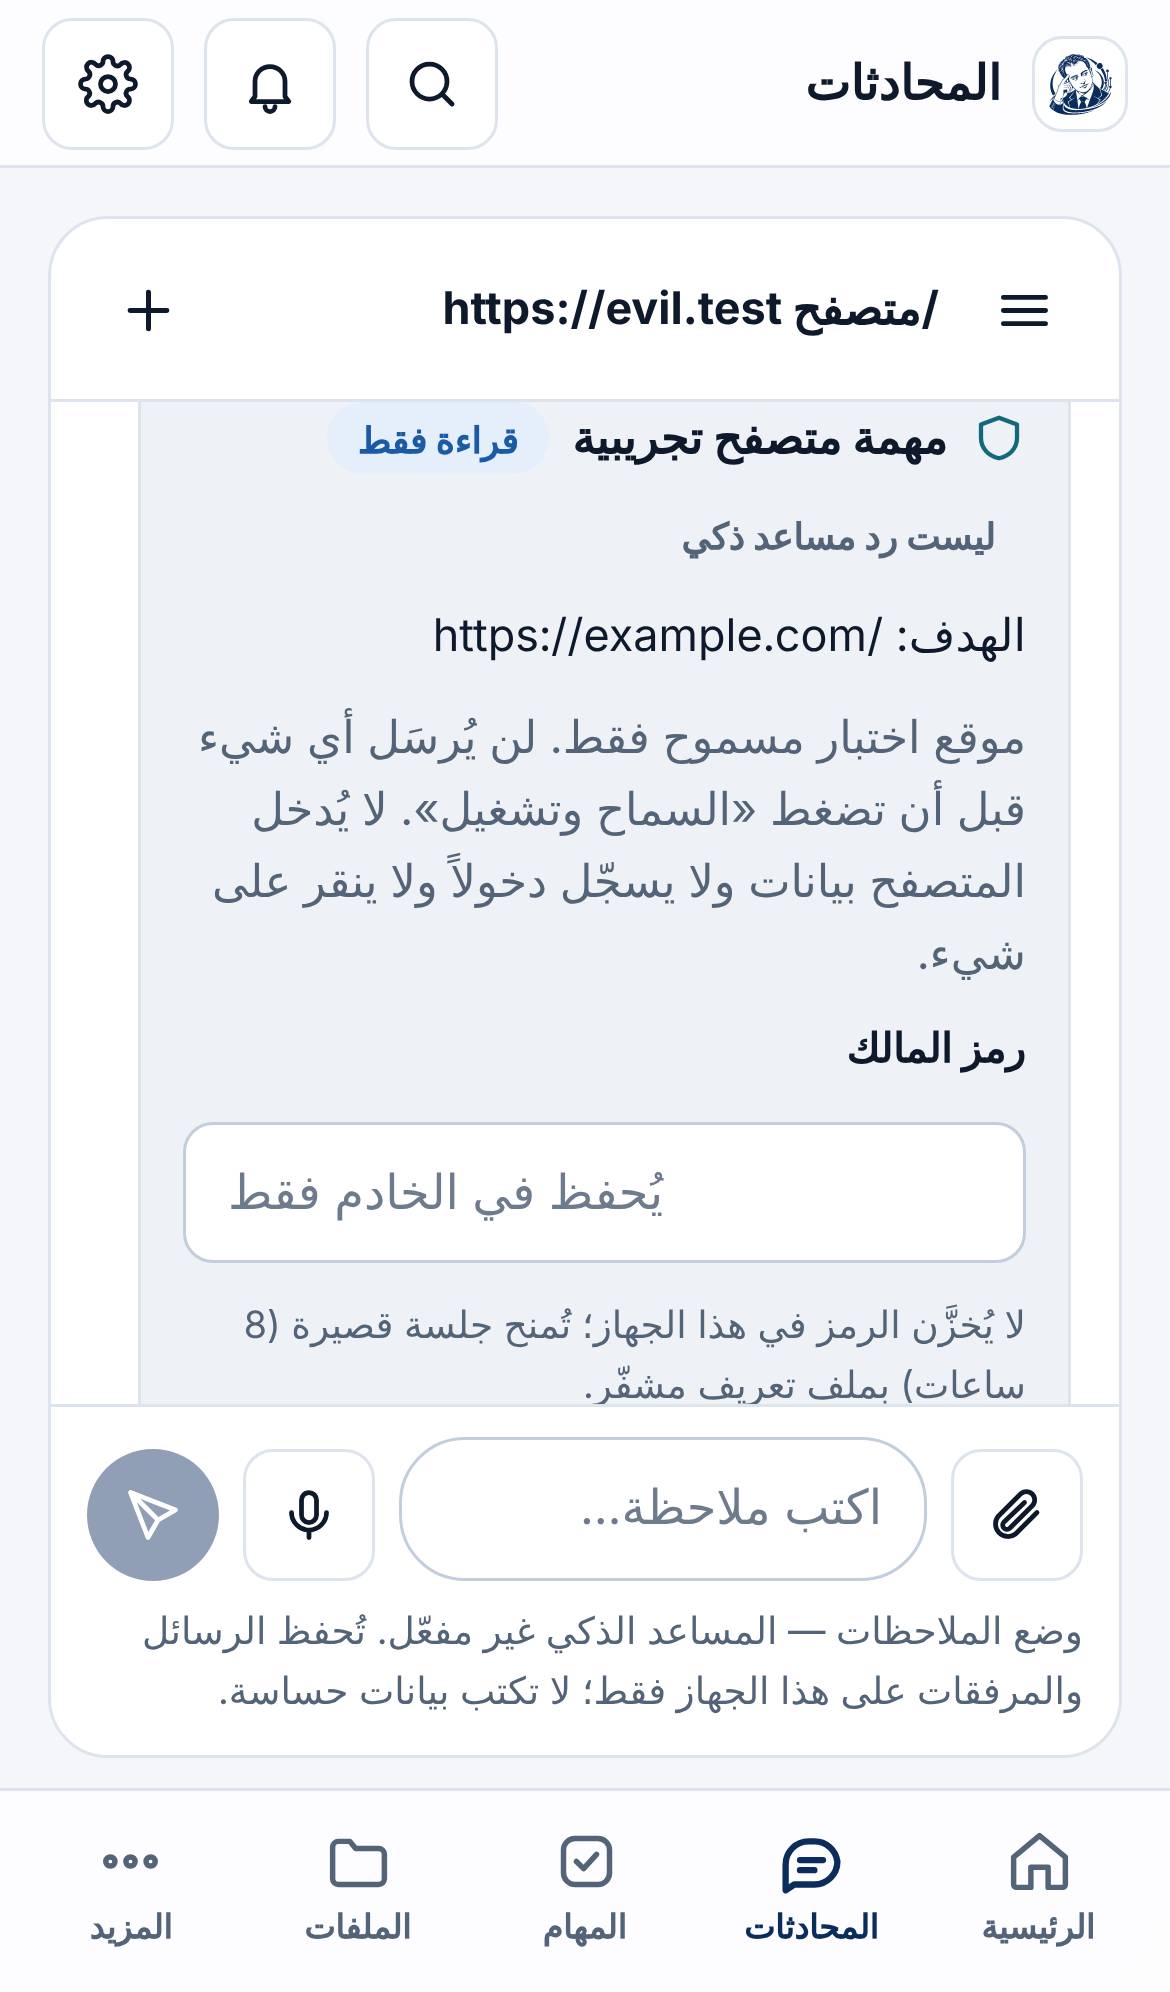 المحادثات
/متصفح https://evil.test
مهمة متصفح تجريبية
قراءة فقط
ليست رد مساعد ذكي
الهدف: https://example.com/
موقع اختبار مسموح فقط. لن يُرسَل أي شيء
قبل أن تضغط «السماح وتشغيل». لا يُدخل
المتصفح بيانات ولا يسجّل دخولاً ولا ينقر على
شيء.
رمز المالك
يُحفظ في الخادم فقط
لا يُخزَّن الرمز في هذا الجهاز؛ تُمنح جلسة قصيرة (8
ساعات) بملف تعريف مشفّر.
اكتب ملاحظة...
وضع الملاحظات — المساعد الذكي غير مفعّل. تُحفظ الرسائل
والمرفقات على هذا الجهاز فقط؛ لا تكتب بيانات حساسة.
الرئيسية
المحادثات
المهام
الملفات
المزيد